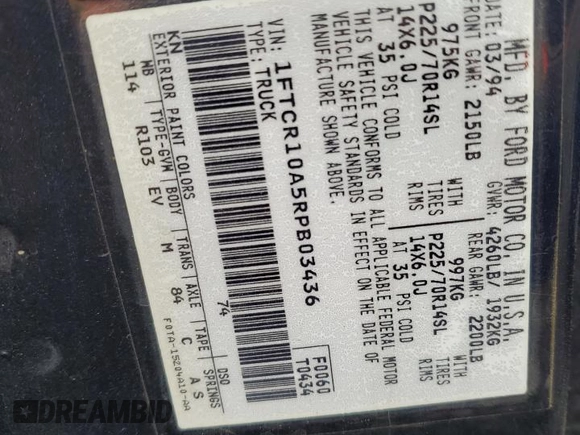 MFD. BY FORD MOTOR CO. IN U.S.A.
DATE: 03/94 GVWR: 4260LB/ 1932KG
FRONT GAWR: 2150LB REAR GAWR: 2200LB
975KG WITH 997KG WITH
P225/70R14SL TIRES P225/70R14SL TIRES
14X6.0J RIMS 14X6.0J RIMS
AT 35 PSI COLD AT 35 PSI COLD
THIS VEHICLE CONFORMS TO ALL APPLICABLE FEDERAL MOTOR
VEHICLE SAFETY STANDARDS IN EFFECT ON THE DATE OF
MANUFACTURE SHOWN ABOVE.
1FTCR10A5RPB03436
TYPE: TRUCK
F0060
T0434
74
EXTERIOR PAINT COLORS DSO
KN
WB TYPE-GVM BODY TRANS AXLE TAPE SPRINGS
114 R103 EV M 84 C A S
F0TA-15204A10-AA
DREAMBID